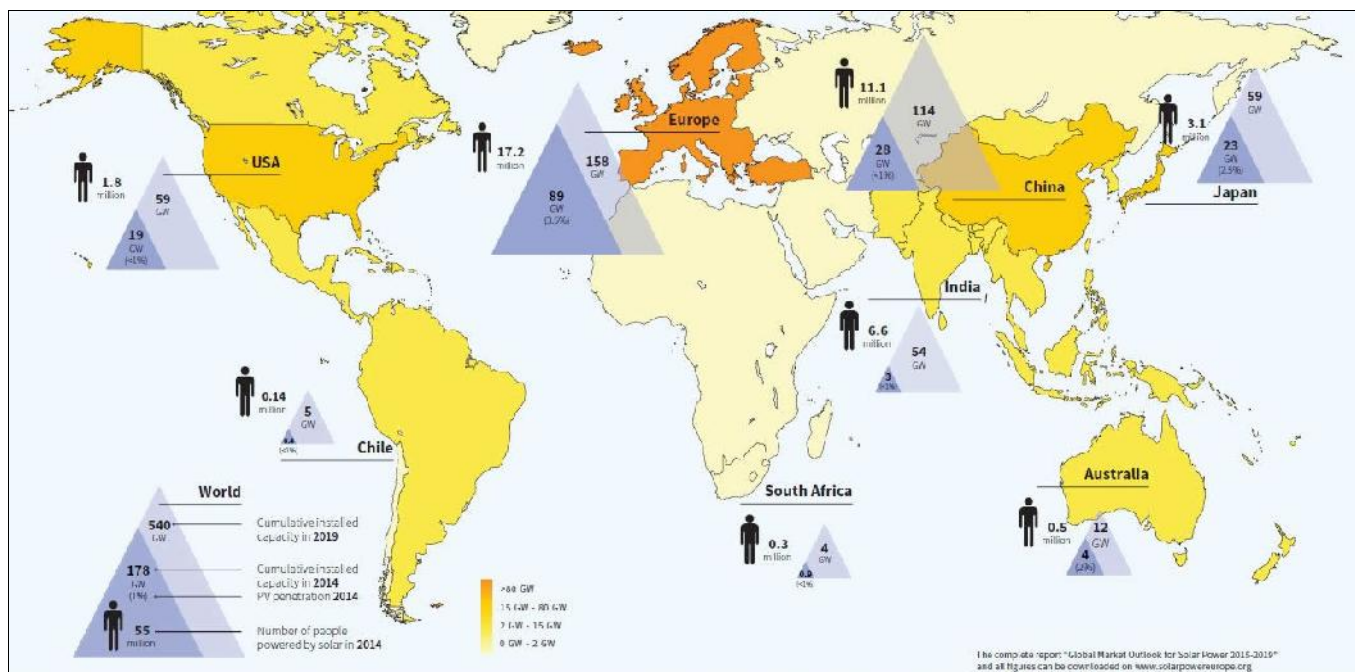 USA
1.8
million
59
GW
19
GW
(<1%)
17.2
million
Europe
158
GW
89
GW
11.1
million
114
GW
28
GW
(<1%)
China
3.1
million
59
GW
23
GW
(2.5%)
Japan
India
6.6
million
54
GW
3
(<1%)
0.14
million
5
GW
(<1%)
Chile
South Africa
0.3
million
4
GW
0.9
(<1%
Australia
0.5
million
12
GW
4
World
540
GW
Cumulative installed
capacity in 2019
178
GW
(1%)
Cumulative installed
capacity in 2014
PV penetration 2014
55
million
Number of people
powered by solar in 2014
>80 GW
15 GW - 80 GW
2 GW - 15 GW
0 GW - 2 GW
The complete report "Global Market Outlook for Solar Power 2015-2019"
and all figures can be downloaded on www.solarpowereurope.org